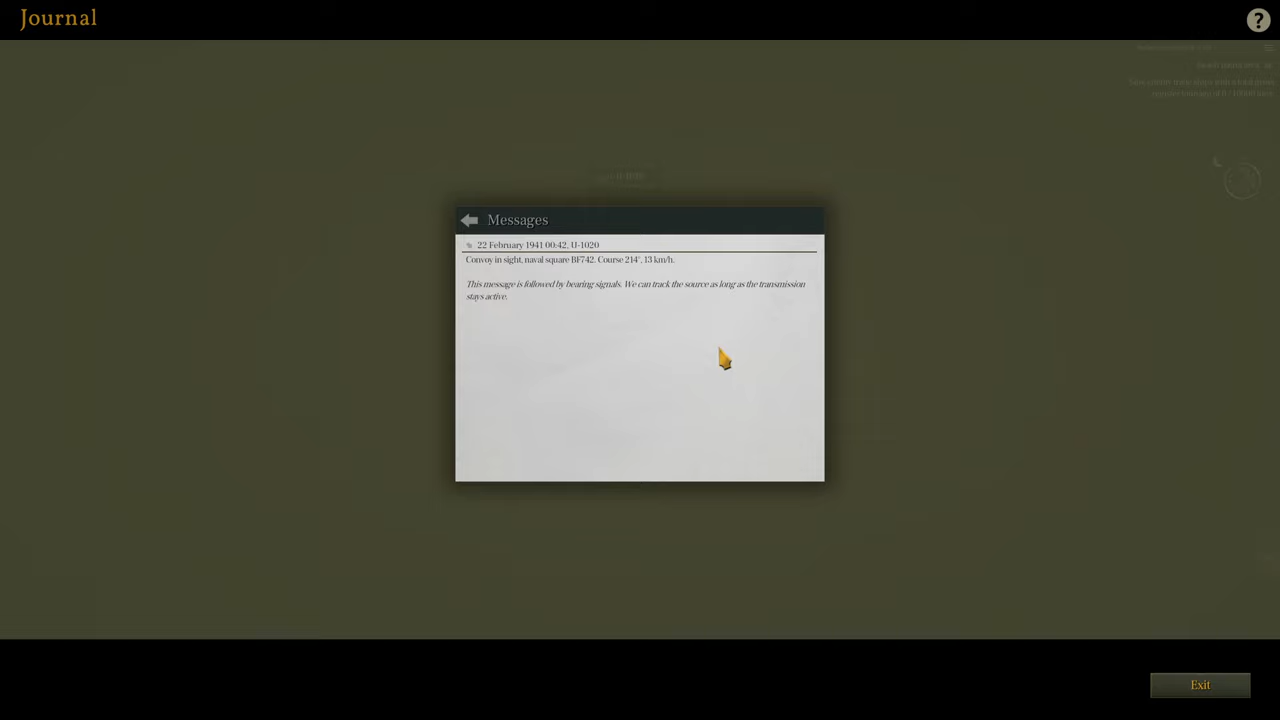 Journal
?
Messages
22 February 1941 00:42, U-1020
Convoy in sight, naval square BF742. Course 214°, 13 km/h.
This message is followed by bearing signals. We can track the source as long as the transmission
stays active.
Exit